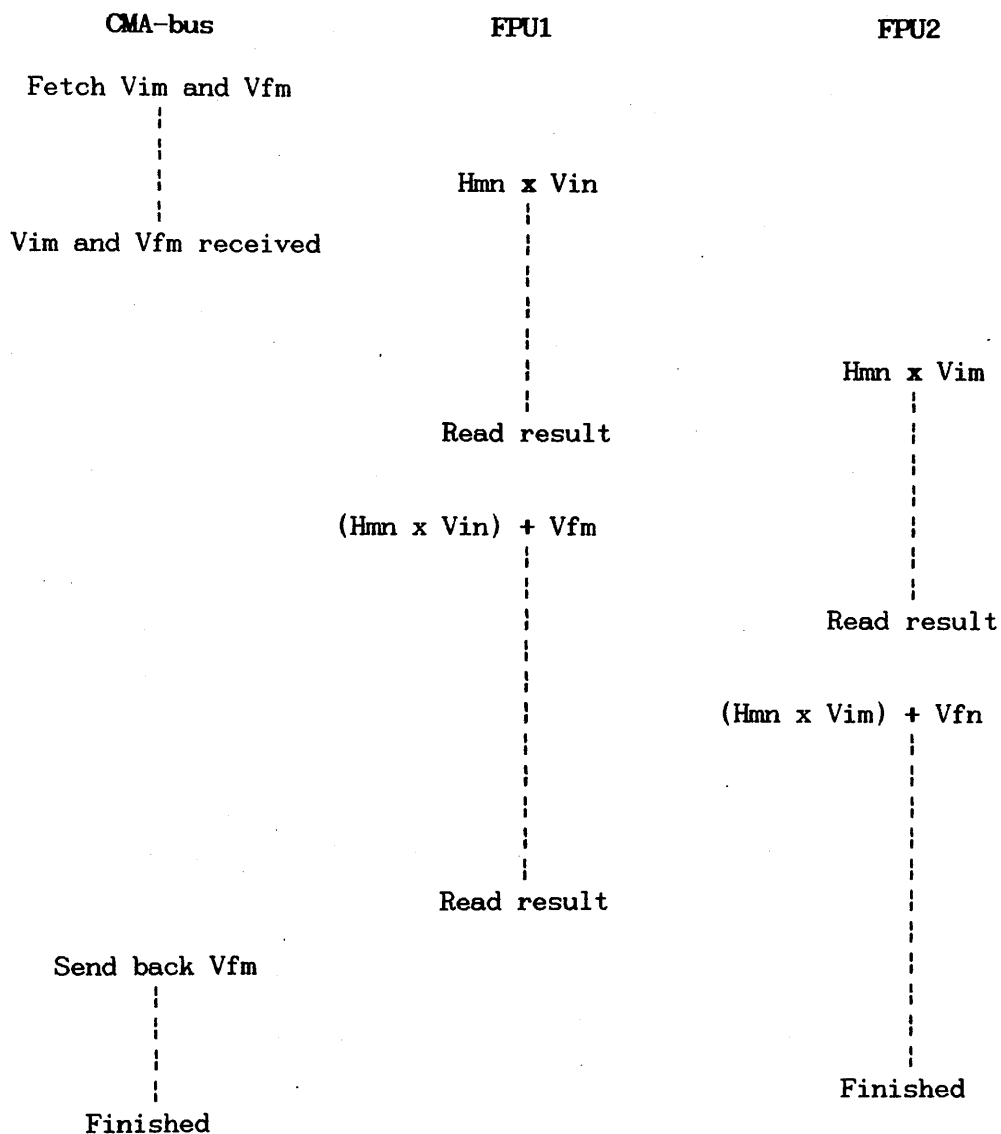 CMA-bus FPU1 FPU2
Fetch Vim and Vfm
Hmn x Vin
Vim and Vfm received
Hmn x Vim
Read result
(Hmn x Vin) + Vfm
Read result
(Hmn x Vim) + Vfn
Read result
Send back Vfm
Finished
Finished